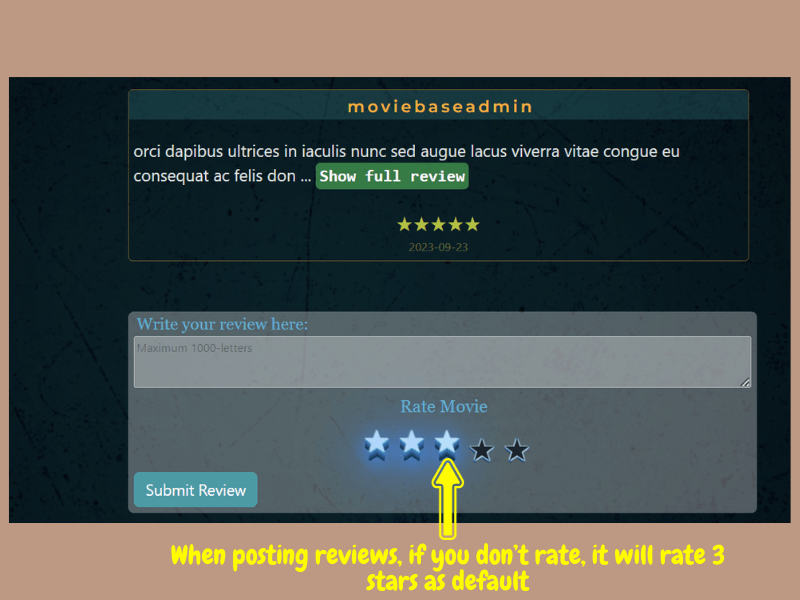 moviebaseadmin
orci dapibus ultrices in iaculis nunc sed augue lacus viverra vitae congue eu
consequat ac felis don ... Show full review
2023-09-23
Write your review here:
Maximum 1000-letters
Rate Movie
Submit Review
When posting reviews, if you don't rate, it will rate 3
stars as default